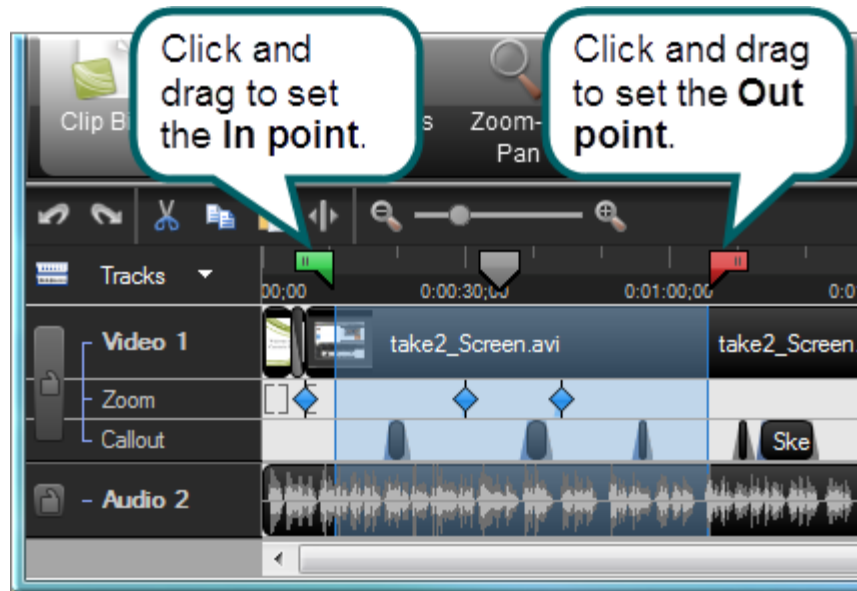 Click and
drag to set
the In point.
Click and drag
to set the Out
point.
Clip Bi
s
Zoom-
Pan
Tracks
00;00
0:00:30;00
0:01:00;00
0:0
Video 1
take2_Screen.avi
take2_Screen
Zoom
Callout
Ske
Audio 2